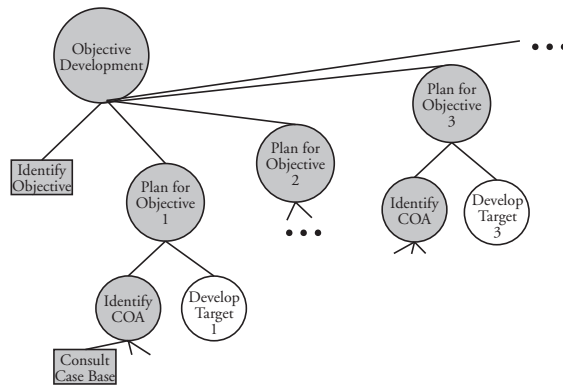 Objective
Development
Plan for
Objective
3
Plan for
Objective
2
Identify
Objective
Plan for
Objective
1
Identify
COA
Develop
Target
3
Identify
COA
Develop
Target
1
Consult
Case Base